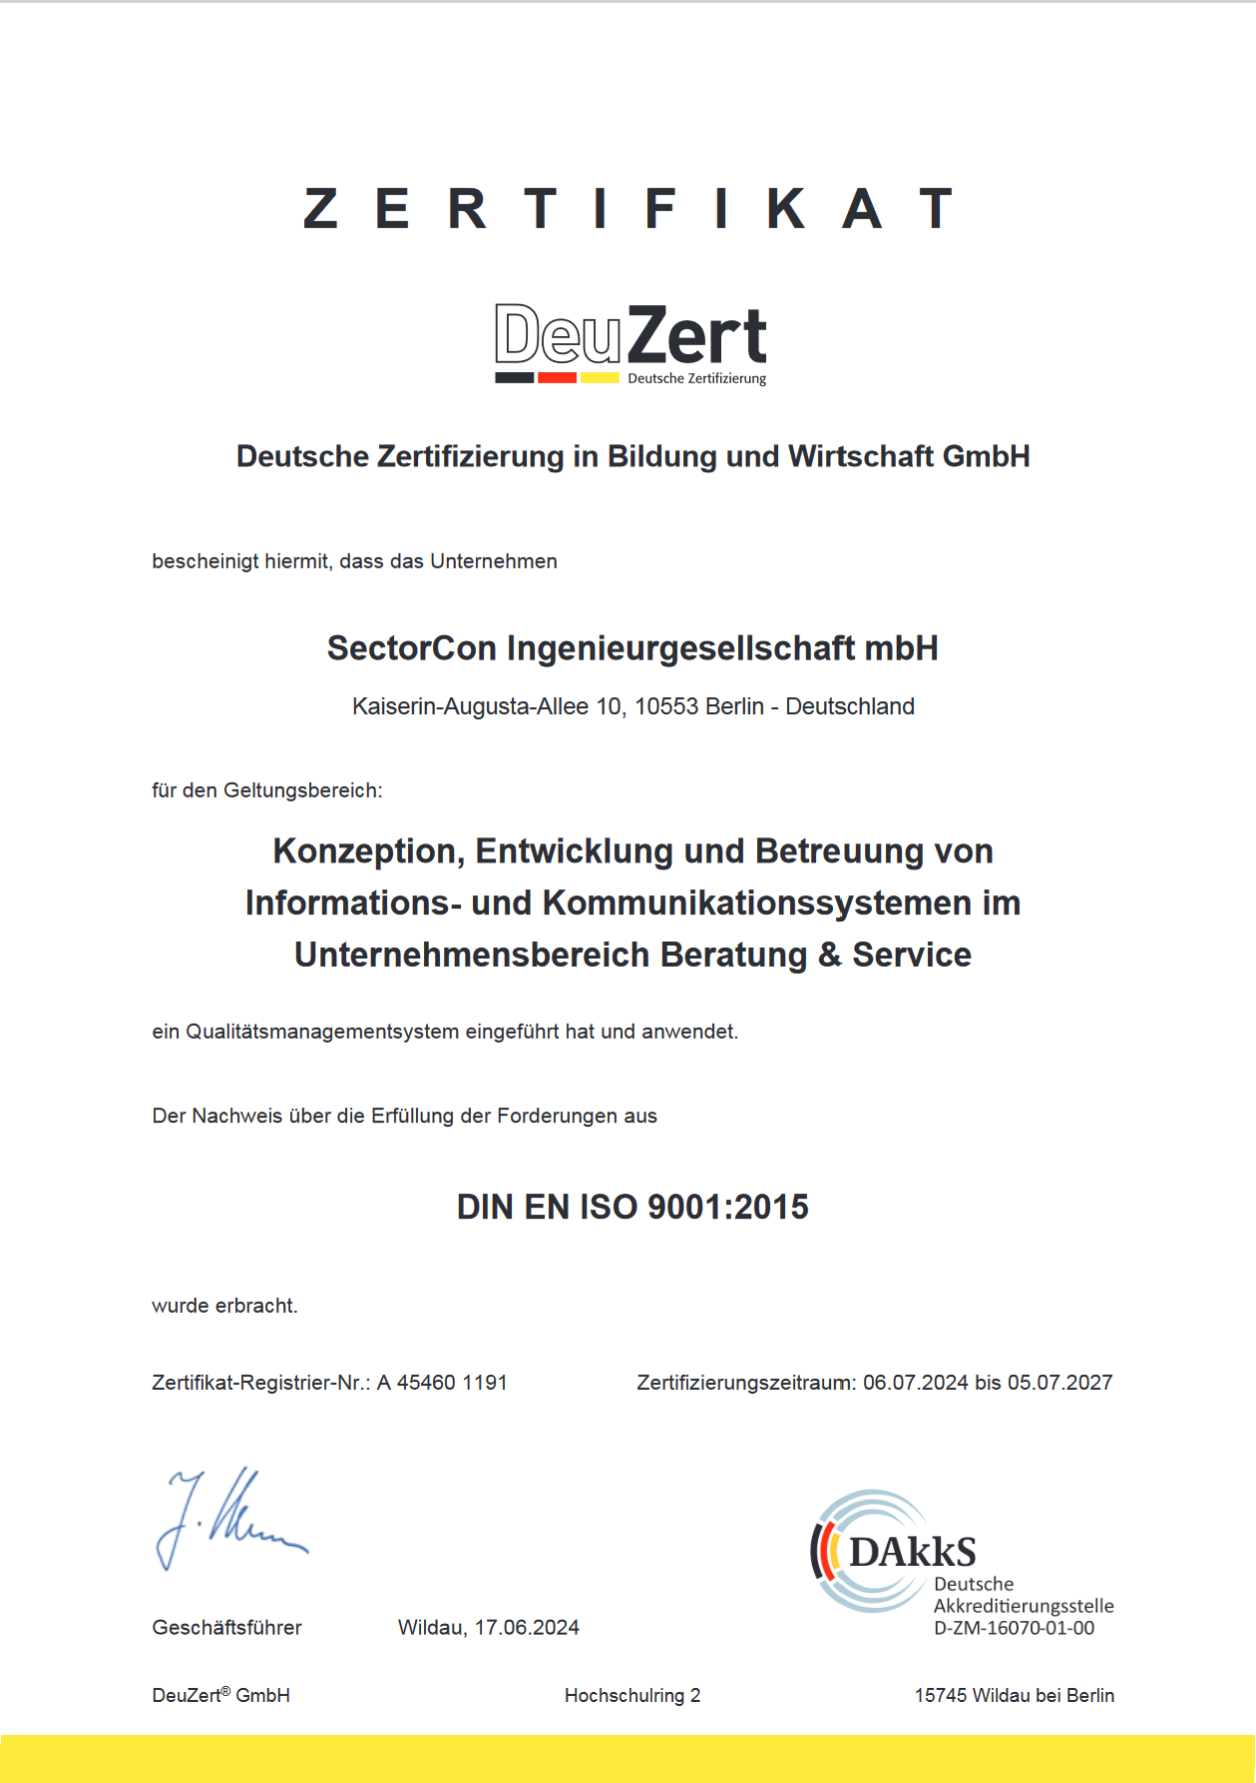 ZERTIFIKAT
DeuZert
Deutsche Zertifizierung
Deutsche Zertifizierung in Bildung und Wirtschaft GmbH
bescheinigt hiermit, dass das Unternehmen
SectorCon Ingenieurgesellschaft mbH
Kaiserin-Augusta-Allee 10, 10553 Berlin - Deutschland
für den Geltungsbereich:
Konzeption, Entwicklung und Betreuung von
Informations- und Kommunikationssystemen im
Unternehmensbereich Beratung & Service
ein Qualitätsmanagementsystem eingeführt hat und anwendet.
Der Nachweis über die Erfüllung der Forderungen aus
DIN EN ISO 9001:2015
wurde erbracht.
Zertifikat-Registrier-Nr.: A 45460 1191 Zertifizierungszeitraum: 06.07.2024 bis 05.07.2027
DAkkS
Deutsche
Akkreditierungsstelle
D-ZM-16070-01-00
Geschäftsführer Wildau, 17.06.2024
DeuZert® GmbH Hochschulring 2 15745 Wildau bei Berlin